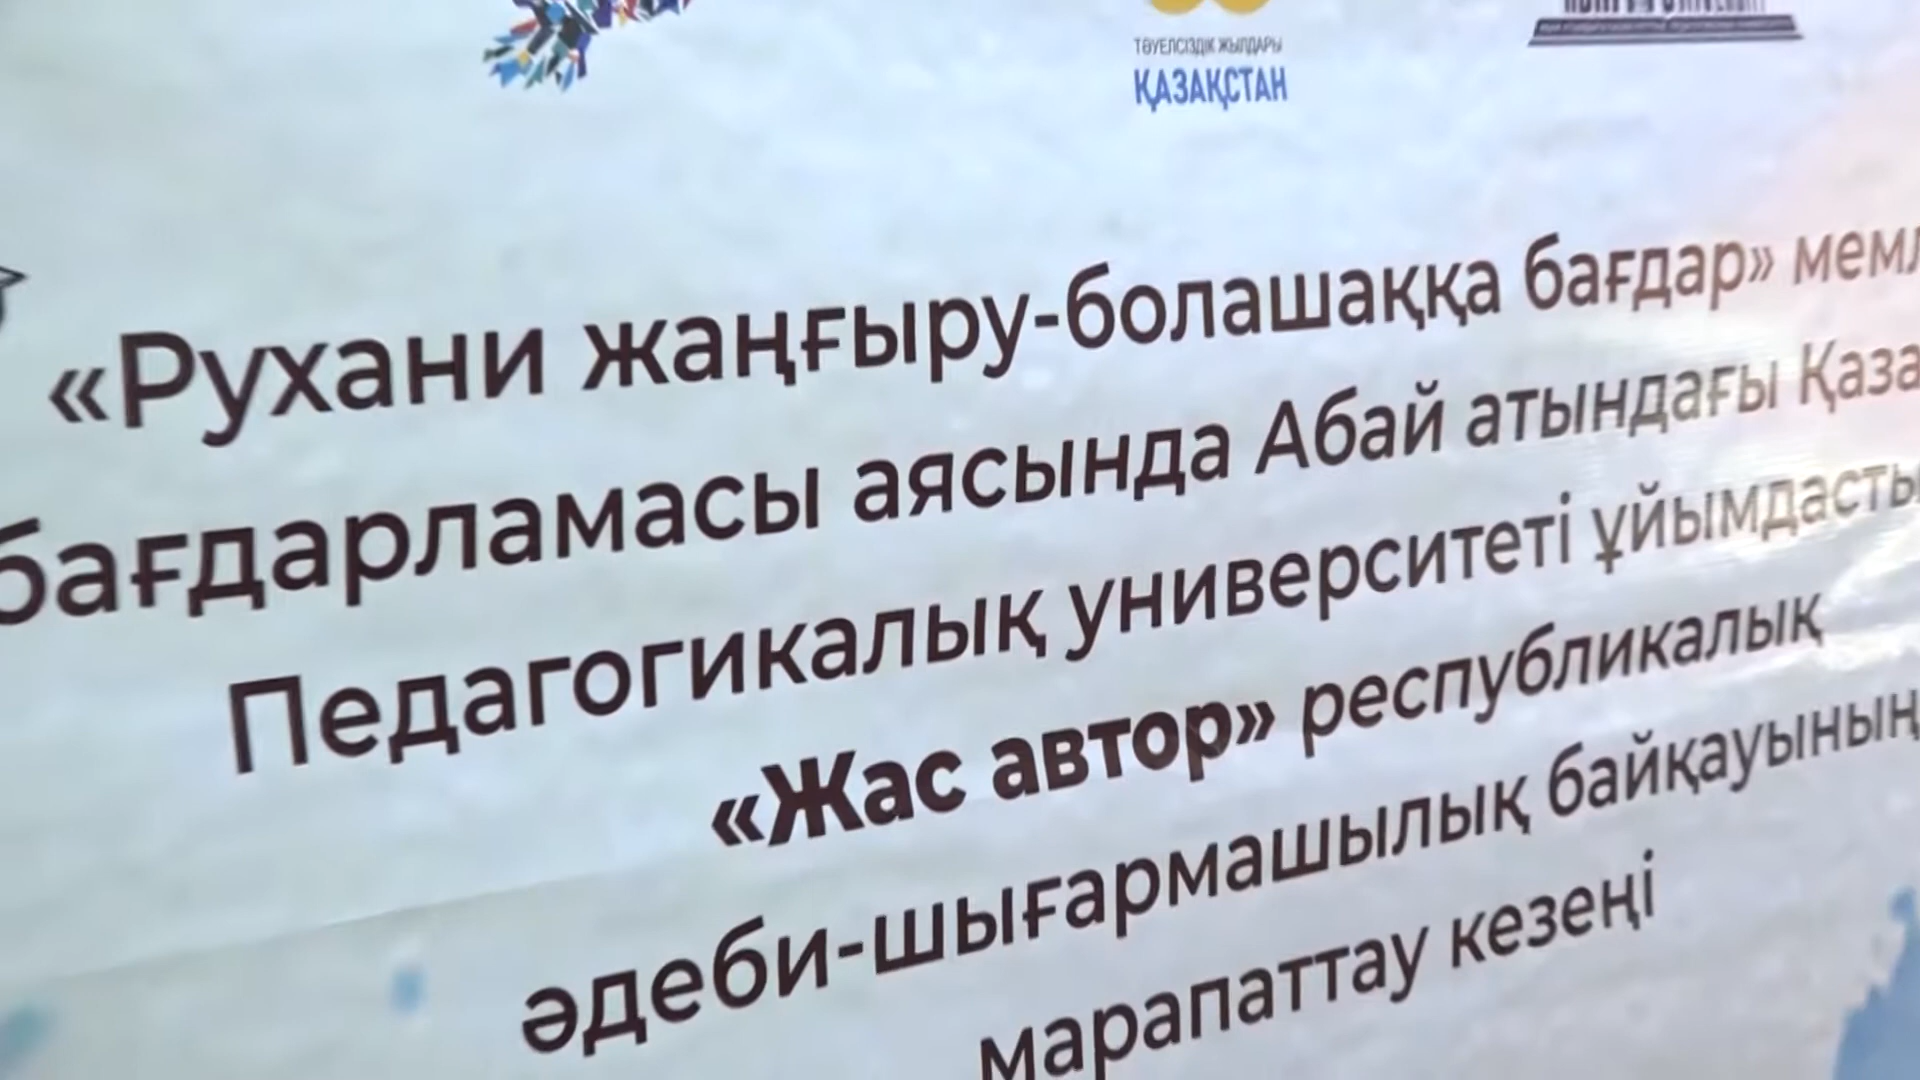 ТӘУЕЛСІЗДІК ЖЫЛДАРЫ
ҚАЗАҚСТАН
«Рухани жаңғыру-болашаққа бағдар»
бағдарламасы аясында Абай атындағы
Педагогикалық университеті
«Жас автор» республикалық
әдеби-шығармашылық байқауының
марапаттау кезеңі